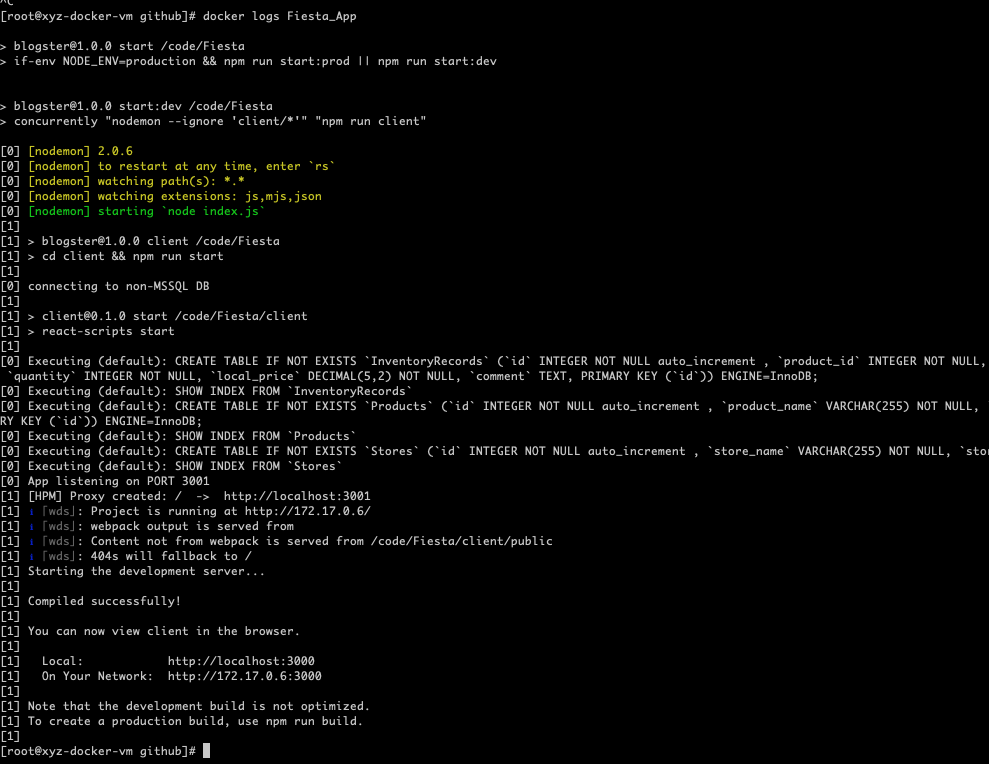 ^C
[root@xyz-docker-vm github]# docker logs Fiesta_App
> blogster@1.0.0 start /code/Fiesta
> if-env NODE_ENV=production && npm run start:prod || npm run start:dev
> blogster@1.0.0 start:dev /code/Fiesta
> concurrently "nodemon --ignore 'client/*'" "npm run client"
[0] [nodemon] 2.0.6
[0] [nodemon] to restart at any time, enter `rs`
[0] [nodemon] watching path(s): *.*
[0] [nodemon] watching extensions: js,mjs,json
[0] [nodemon] starting `node index.js`
[1]
[1] > blogster@1.0.0 client /code/Fiesta
[1] > cd client && npm run start
[1]
[0] connecting to non-MSSQL DB
[1]
[1] > client@0.1.0 start /code/Fiesta/client
[1] > react-scripts start
[1]
[0] Executing (default): CREATE TABLE IF NOT EXISTS `InventoryRecords` (`id` INTEGER NOT NULL auto_increment , `product_id` INTEGER NOT NULL,
`quantity` INTEGER NOT NULL, `local_price` DECIMAL(5,2) NOT NULL, `comment` TEXT, PRIMARY KEY (`id`)) ENGINE=InnoDB;
[0] Executing (default): SHOW INDEX FROM `InventoryRecords`
[0] Executing (default): CREATE TABLE IF NOT EXISTS `Products` (`id` INTEGER NOT NULL auto_increment , `product_name` VARCHAR(255) NOT NULL,
RY KEY (`id`)) ENGINE=InnoDB;
[0] Executing (default): SHOW INDEX FROM `Products`
[0] Executing (default): CREATE TABLE IF NOT EXISTS `Stores` (`id` INTEGER NOT NULL auto_increment , `store_name` VARCHAR(255) NOT NULL, `sto
[0] Executing (default): SHOW INDEX FROM `Stores`
[0] App listening on PORT 3001
[1] [HPM] Proxy created: /  ->  http://localhost:3001
[1] ℹ ｢wds｣: Project is running at http://172.17.0.6/
[1] ℹ ｢wds｣: webpack output is served from
[1] ℹ ｢wds｣: Content not from webpack is served from /code/Fiesta/client/public
[1] ℹ ｢wds｣: 404s will fallback to /
[1] Starting the development server...
[1]
[1] Compiled successfully!
[1]
[1] You can now view client in the browser.
[1]
[1]   Local:            http://localhost:3000
[1]   On Your Network:  http://172.17.0.6:3000
[1]
[1] Note that the development build is not optimized.
[1] To create a production build, use npm run build.
[1]
[root@xyz-docker-vm github]#